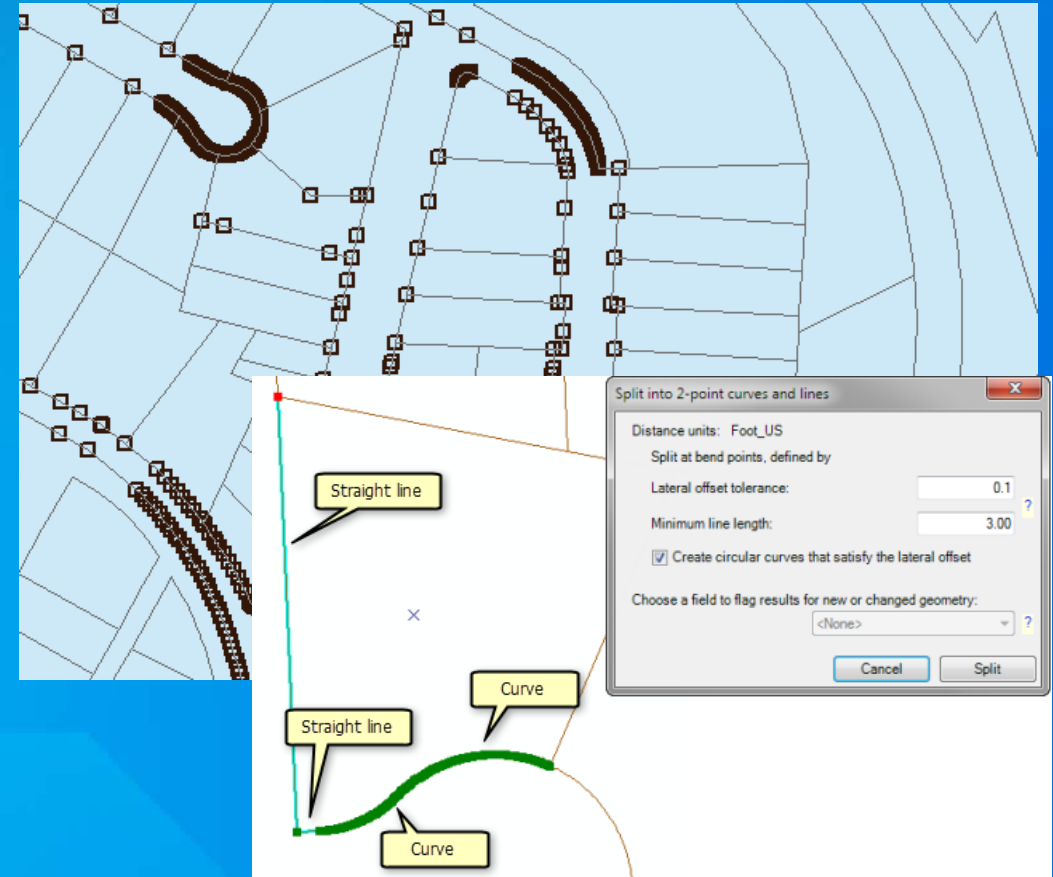 Split into 2-point curves and lines
Distance units: Foot_US
Split at bend points, defined by
Lateral offset tolerance: 0.1
?
Minimum line length: 3.00
Create circular curves that satisfy the lateral offset
Choose a field to flag results for new or changed geometry:
<None> ?
Cancel Split
Straight line
Curve
Straight line
Curve